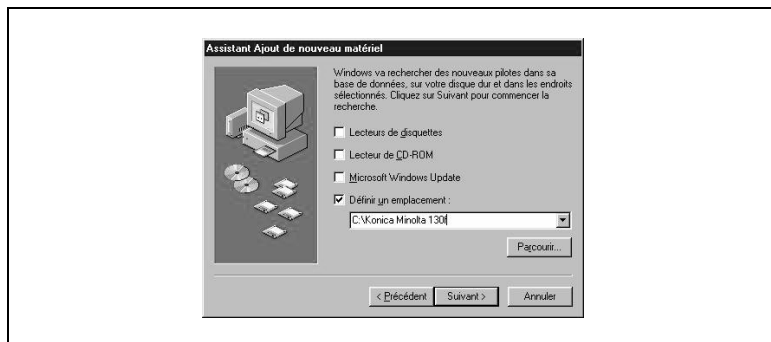 Assistant Ajout de nouveau matériel
Windows va rechercher des nouveaux pilotes dans sa
base de données, sur votre disque dur et dans les endroits
sélectionnés. Cliquez sur Suivant pour commencer la
recherche.
Lecteurs de disquettes
Lecteur de CD-ROM
Microsoft Windows Update
Définir un emplacement :
C:\Konica Minolta 130f
Parcourir...
< Précédent
Suivant >
Annuler